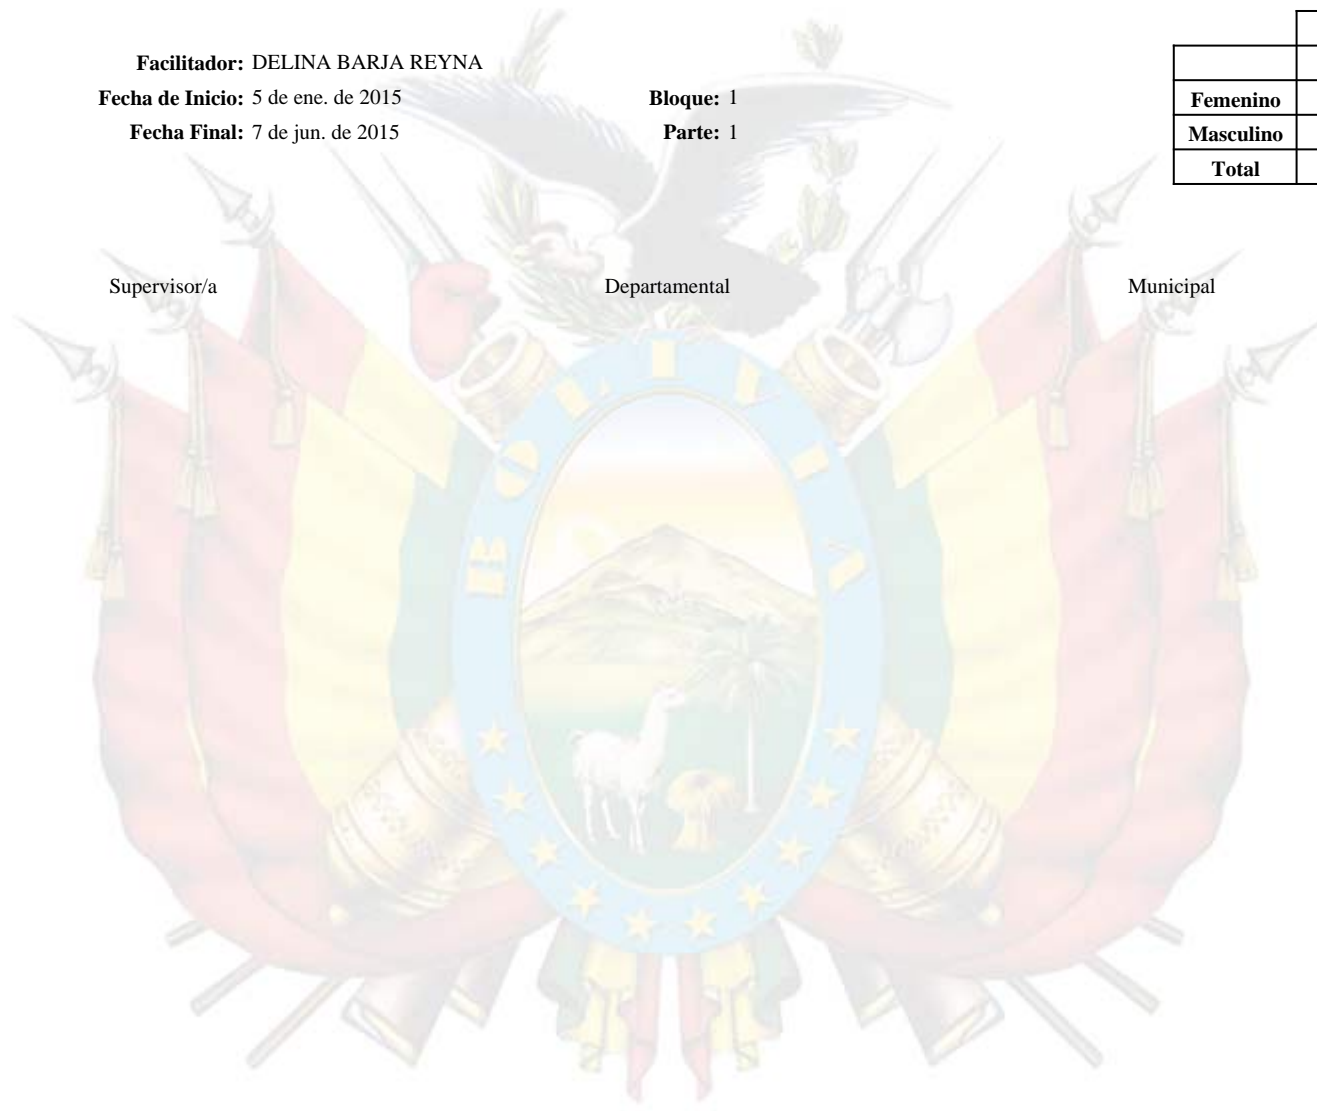 Facilitador: DELINA BARJA REYNA
Fecha de Inicio: 5 de ene. de 2015 Bloque: 1
Femenino
Fecha Final: 7 de jun. de 2015 Parte: 1
Masculino
Total
Supervisor/a Departamental Municipal
BOLIVIA